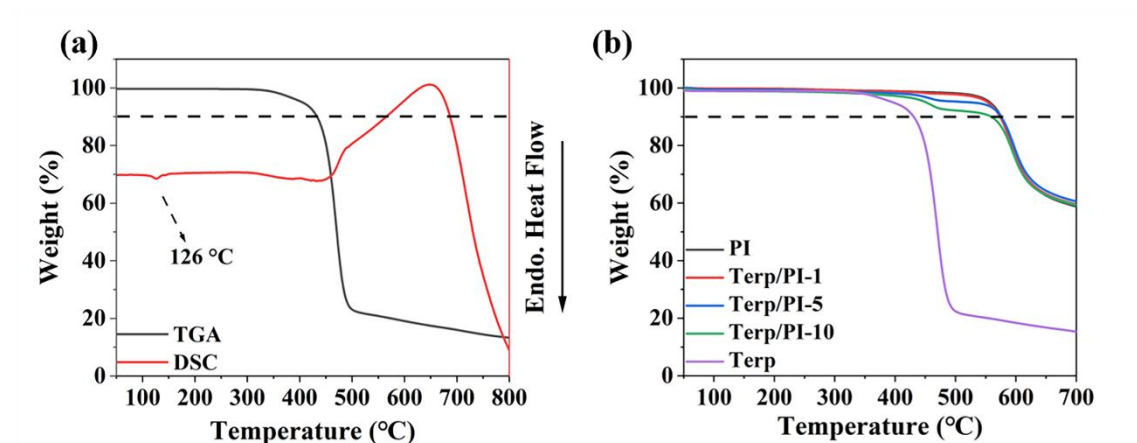 (a)
100
80
60
40
20
0
Weight (%)
126 °C
TGA
DSC
100 200 300 400 500 600 700 800
Temperature (°C)
Endo. Heat Flow
(b)
100
80
60
40
20
0
Weight (%)
PI
Terp/PI-1
Terp/PI-5
Terp/PI-10
Terp
100 200 300 400 500 600 700
Temperature (°C)